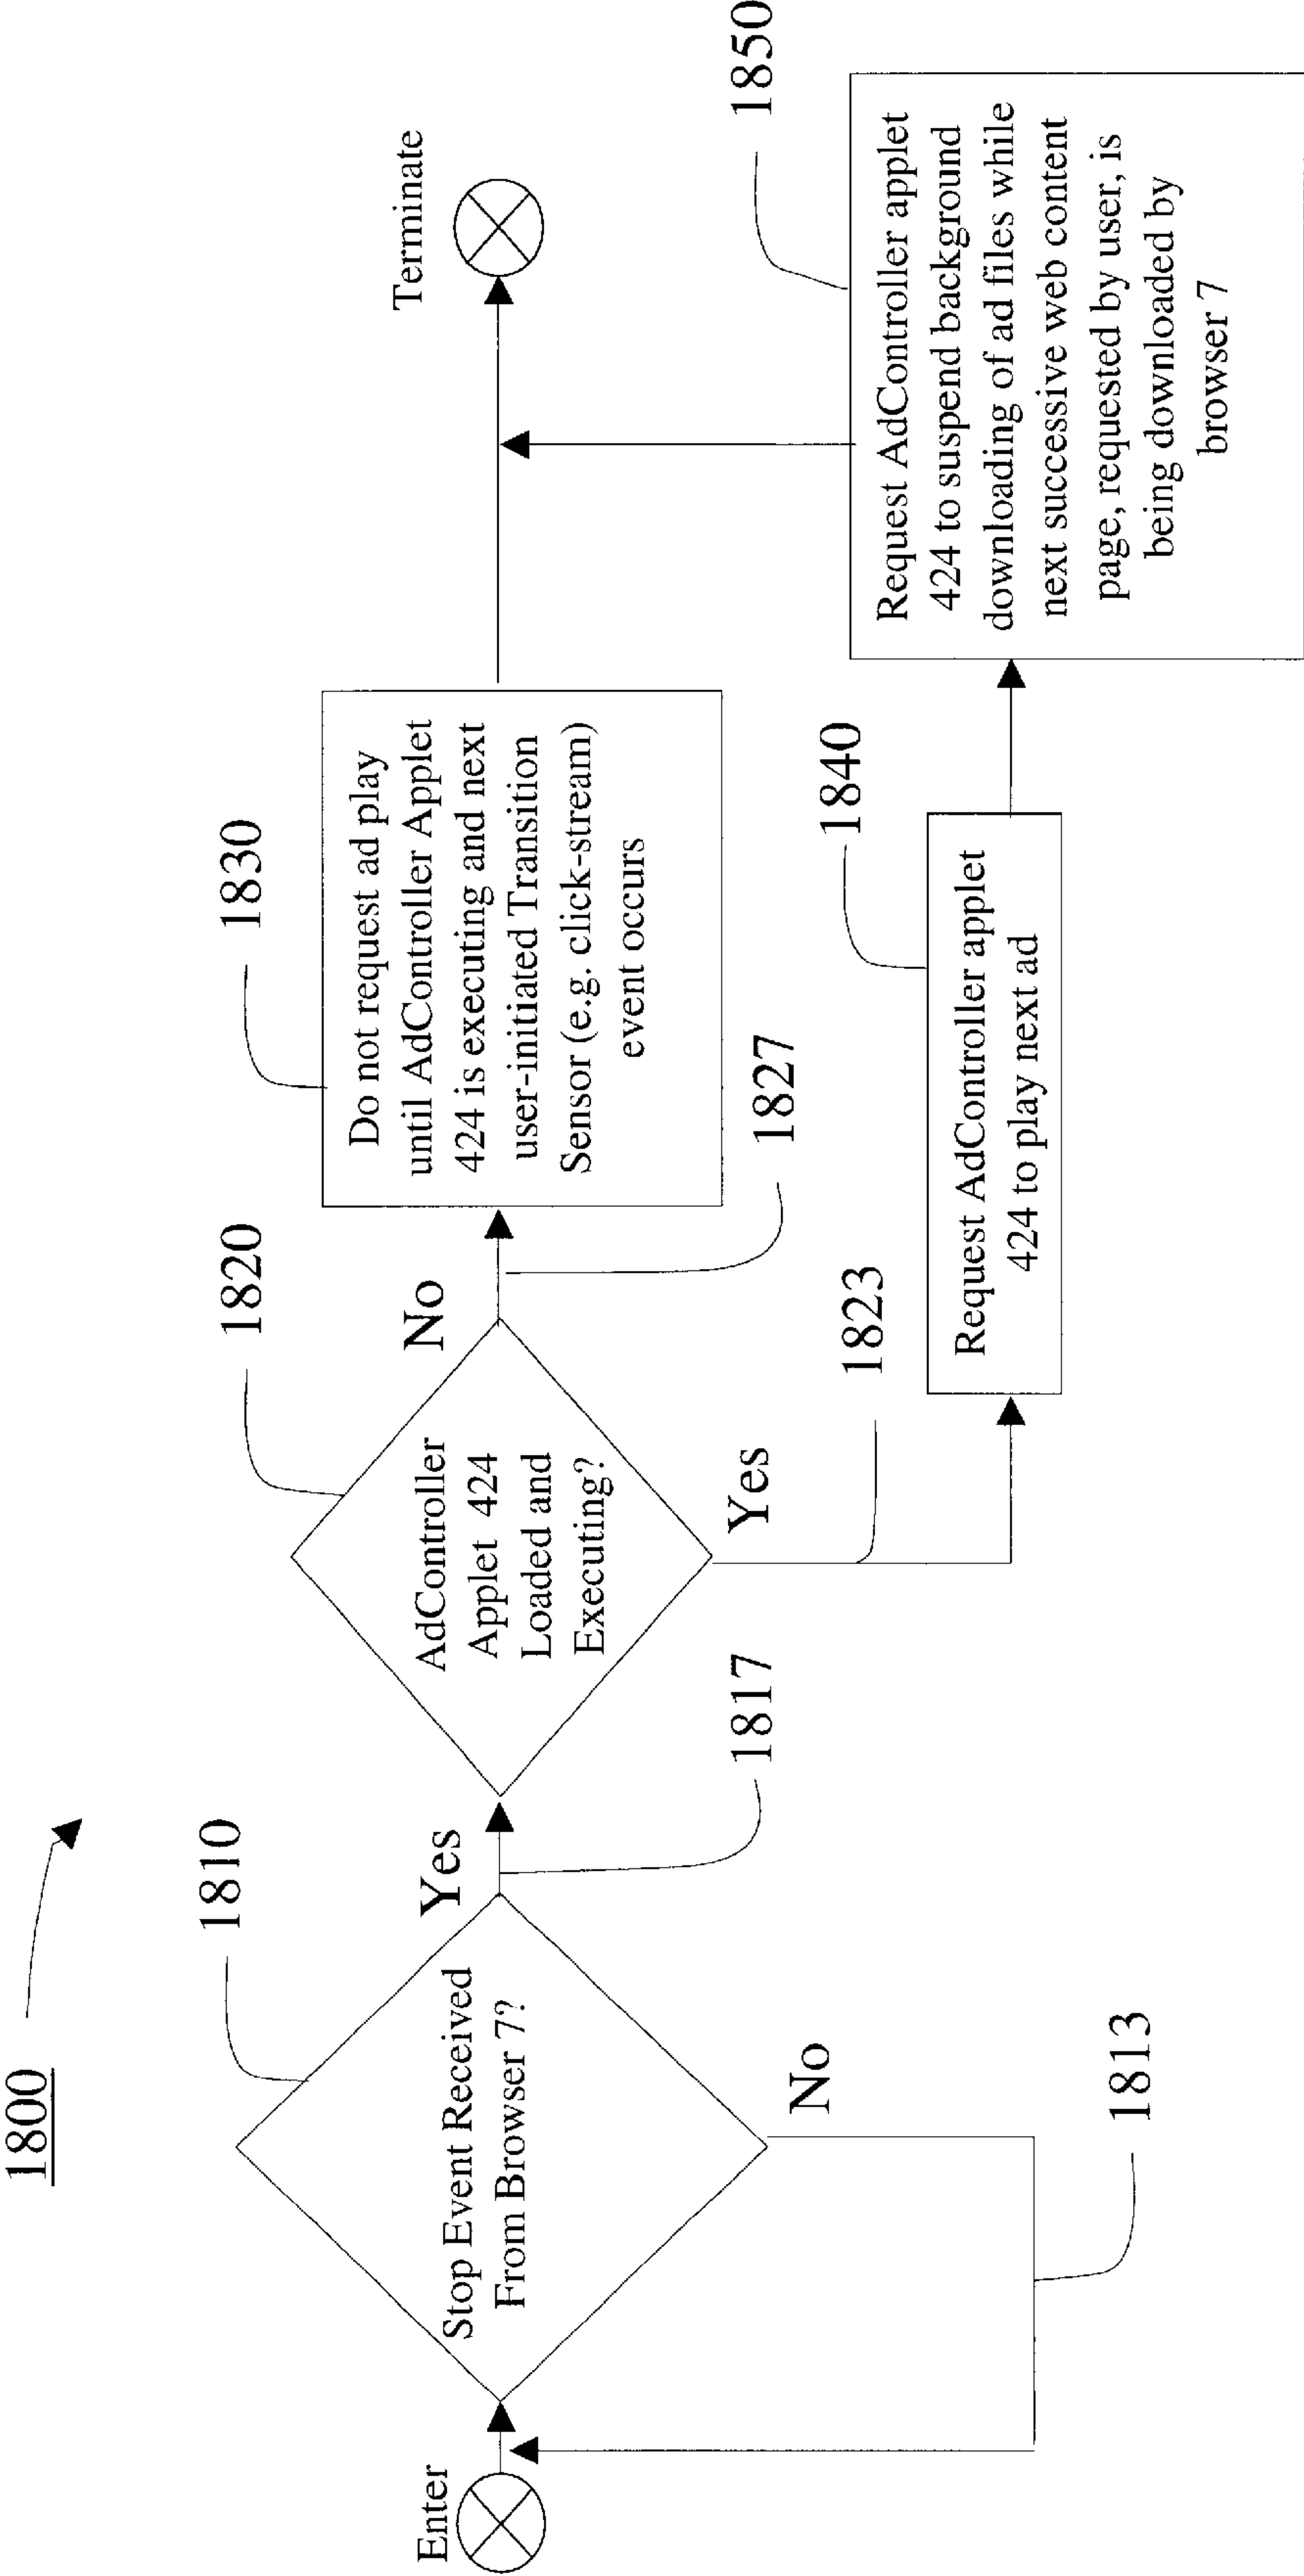 1800
Enter
Stop Event Received
From Browser 7?
1810
Yes
No
1813
1817
AdController
Applet 424
Loaded and
Executing?
1820
No
Yes
1823
1827
1830
Do not request ad play
until AdController Applet
424 is executing and next
user-initiated Transition
Sensor (e.g. click-stream)
event occurs
Terminate
1840
Request AdController applet
424 to play next ad
1850
Request AdController applet
424 to suspend background
downloading of ad files while
next successive web content
page, requested by user, is
being downloaded by
browser 7